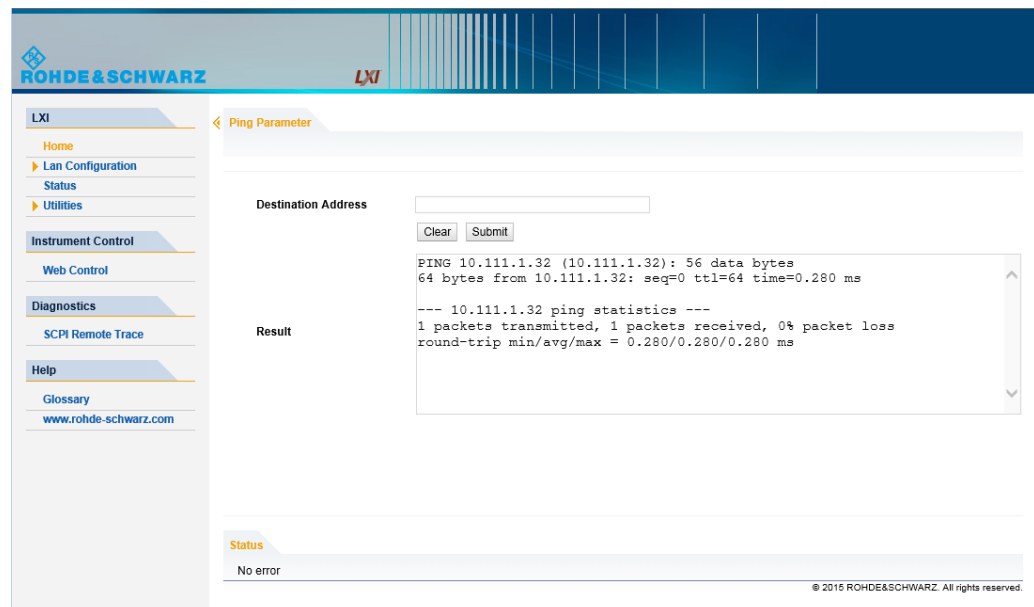 ROHDE&SCHWARZ
LXI
LXI
Home
Lan Configuration
Status
Utilities
Instrument Control
Web Control
Diagnostics
SCPI Remote Trace
Help
Glossary
www.rohde-schwarz.com
Ping Parameter
Destination Address
Clear Submit
Result
PING 10.111.1.32 (10.111.1.32): 56 data bytes
64 bytes from 10.111.1.32: seq=0 ttl=64 time=0.280 ms
--- 10.111.1.32 ping statistics ---
1 packets transmitted, 1 packets received, 0% packet loss
round-trip min/avg/max = 0.280/0.280/0.280 ms
Status
No error
© 2015 ROHDE&SCHWARZ. All rights reserved.